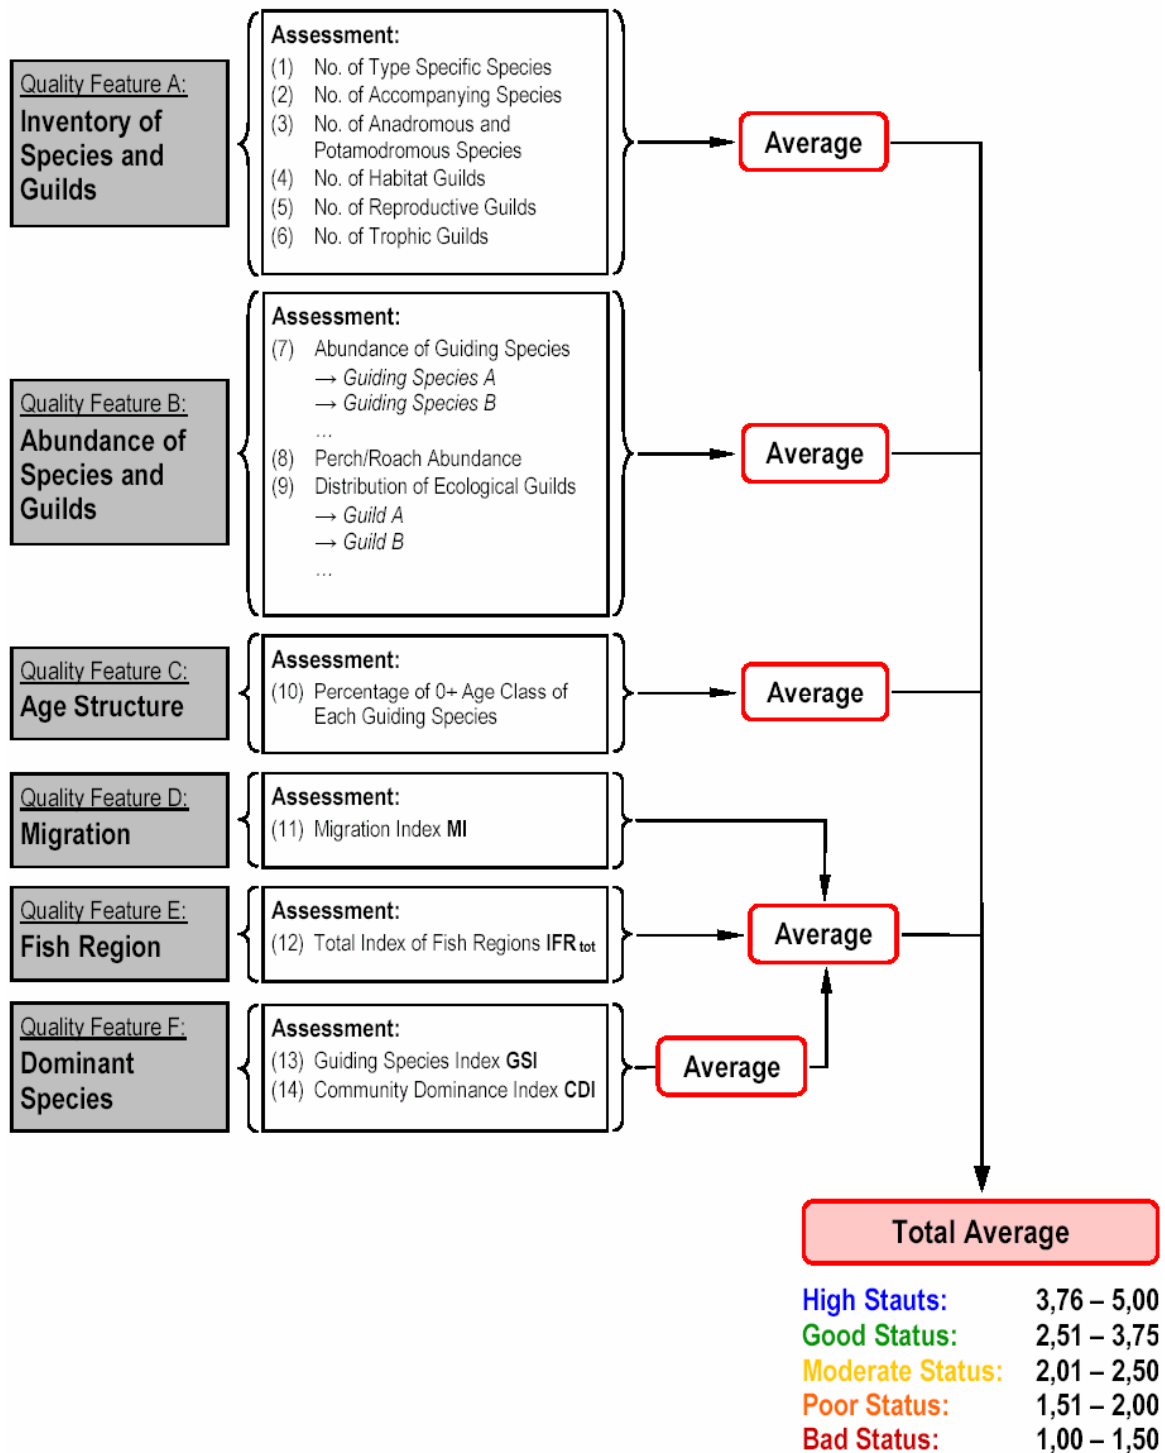 Quality Feature A:
Inventory of
Species and
Guilds
Assessment:
(1) No. of Type Specific Species
(2) No. of Accompanying Species
(3) No. of Anadromous and
Potamodromous Species
(4) No. of Habitat Guilds
(5) No. of Reproductive Guilds
(6) No. of Trophic Guilds
Average
Quality Feature B:
Abundance of
Species and
Guilds
Assessment:
(7) Abundance of Guiding Species
→ Guiding Species A
→ Guiding Species B
...
(8) Perch/Roach Abundance
(9) Distribution of Ecological Guilds
→ Guild A
→ Guild B
...
Average
Quality Feature C:
Age Structure
Assessment:
(10) Percentage of 0+ Age Class of
Each Guiding Species
Average
Quality Feature D:
Migration
Assessment:
(11) Migration Index MI
Quality Feature E:
Fish Region
Assessment:
(12) Total Index of Fish Regions IFR tot
Average
Quality Feature F:
Dominant
Species
Assessment:
(13) Guiding Species Index GSI
(14) Community Dominance Index CDI
Average
Total Average
High Stauts: 3,76 – 5,00
Good Status: 2,51 – 3,75
Moderate Status: 2,01 – 2,50
Poor Status: 1,51 – 2,00
Bad Status: 1,00 – 1,50